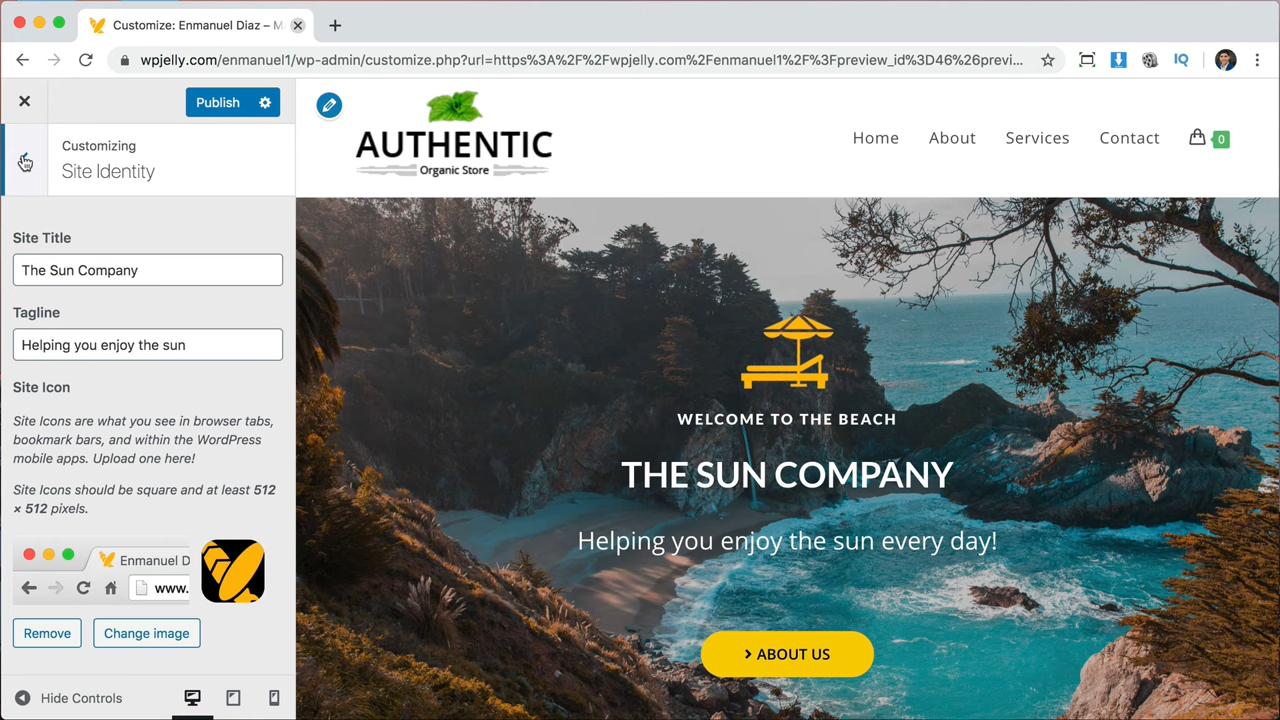 Customize: Enmanuel Diaz – M
wpjelly.com/enmanuel1/wp-admin/customize.php?url=https%3A%2F%2Fwpjelly.com%2Fenmanuel1%2F%3Fpreview_id%3D46%26previ...
IQ
Publish
Customizing
Site Identity
AUTHENTIC
Organic Store
Home
About
Services
Contact
0
Site Title
The Sun Company
Tagline
Helping you enjoy the sun
Site Icon
Site Icons are what you see in browser tabs,
bookmark bars, and within the WordPress
mobile apps. Upload one here!
Site Icons should be square and at least 512
× 512 pixels.
Enmanuel D
www.
Remove
Change image
Hide Controls
WELCOME TO THE BEACH
THE SUN COMPANY
Helping you enjoy the sun every day!
ABOUT US